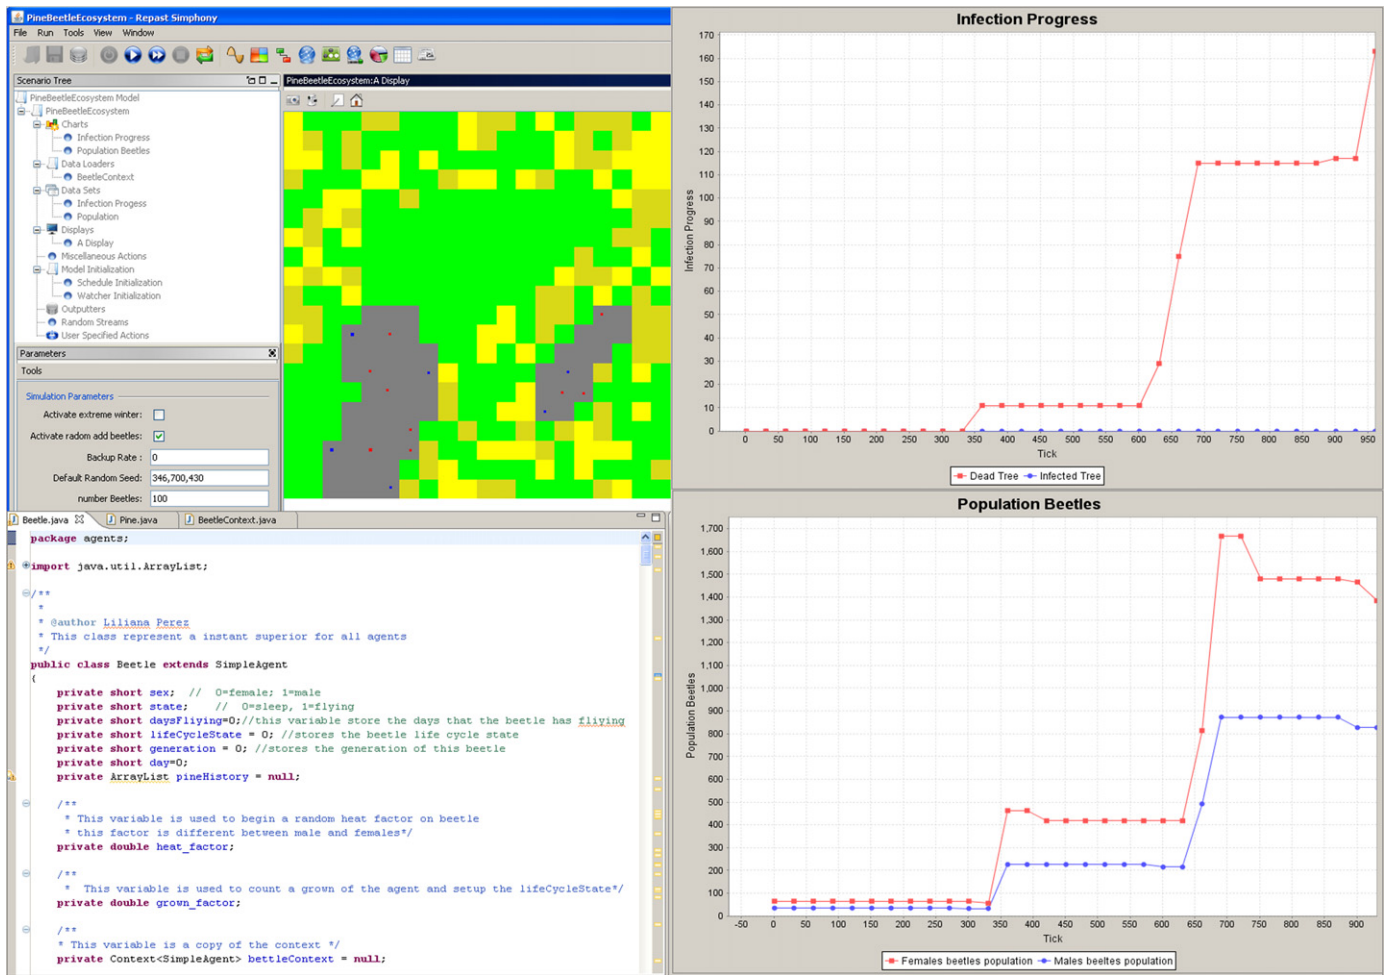 PineBeetleEcosystem - Repast Simphony
File Run Tools View Window
Scenario Tree
PineBeetleEcosystem Model
PineBeetleEcosystem
Charts
Infection Progress
Population Beetles
Data Loaders
BeetleContext
Data Sets
Infection Progess
Population
Displays
A Display
Miscellaneous Actions
Model Initialization
Schedule Initialization
Watcher Initialization
Outputters
Random Streams
User Specified Actions
Parameters
Tools
Simulation Parameters
Activate extreme winter:
Activate radom add beetles:
Backup Rate : 0
Default Random Seed: 346,700,430
number Beetles: 100
PineBeetleEcosystem:A Display
Infection Progress
170
160
150
140
130
120
110
100
90
80
70
60
50
40
30
20
10
0
Infection Progress
0 50 100 150 200 250 300 350 400 450 500 550 600 650 700 750 800 850 900 950
Tick
Dead Tree Infected Tree
Beetle.java Pine.java BeetleContext.java
package agents;
import java.util.ArrayList;
/**
*
* @author Liliana Perez
* This class represent a instant superior for all agents
*/
public class Beetle extends SimpleAgent
{
private short sex; // 0=female; 1=male
private short state; // 0=sleep, 1=flying
private short daysFliying=0;//this variable store the days that the beetle has fliying
private short lifeCycleState = 0; //stores the beetle life cycle state
private short generation = 0; //stores the generation of this beetle
private short day=0;
private ArrayList pineHistory = null;
/**
* This variable is used to begin a random heat factor on beetle
* this factor is different between male and females*/
private double heat_factor;
/**
* This variable is used to count a grown of the agent and setup the lifeCycleState*/
private double grown_factor;
/**
* This variable is a copy of the context */
private Context<SimpleAgent> bettleContext = null;
Population Beetles
1,700
1,600
1,500
1,400
1,300
1,200
1,100
1,000
900
800
700
600
500
400
300
200
100
0
Population Beetles
-50 0 50 100 150 200 250 300 350 400 450 500 550 600 650 700 750 800 850 900
Tick
Females beetles population Males beeltes population